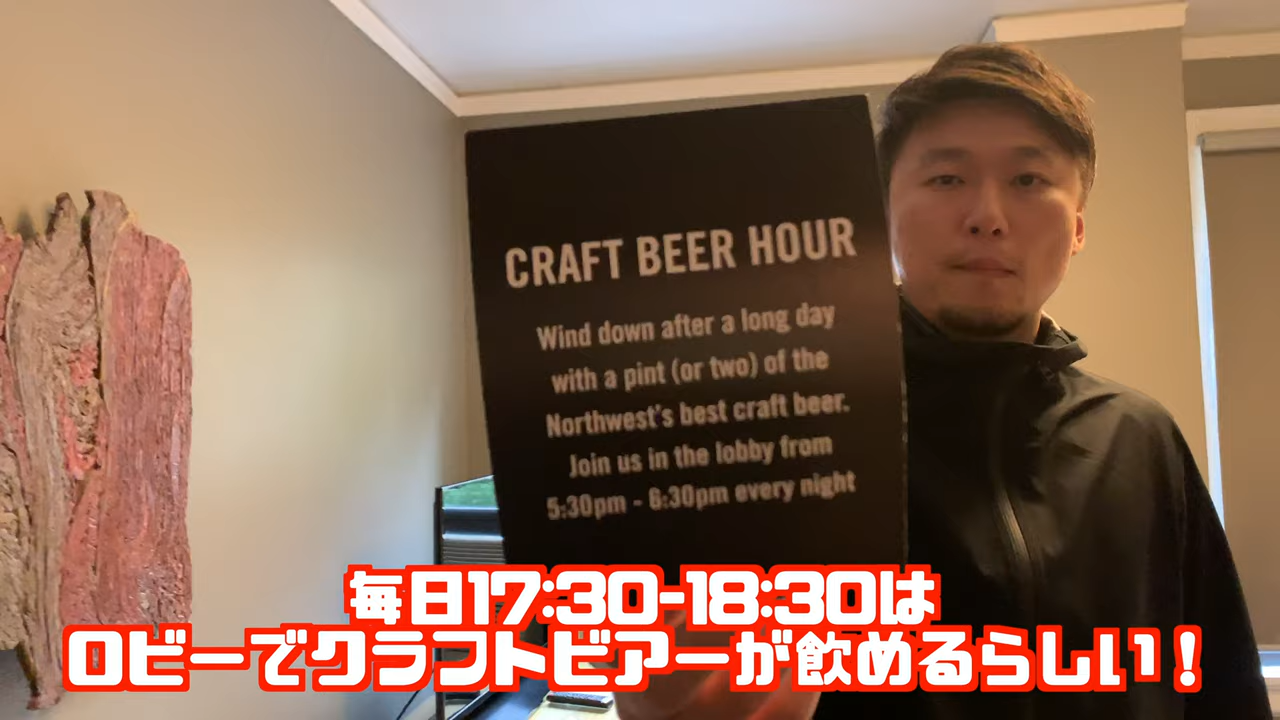 CRAFT BEER HOUR
Wind down after a long day
with a pint (or two) of the
Northwest's best craft beer.
Join us in the lobby from
5:30pm - 6:30pm every night
毎日17:30-18:30は
ロビーでクラフトビアーが飲めるらしい！